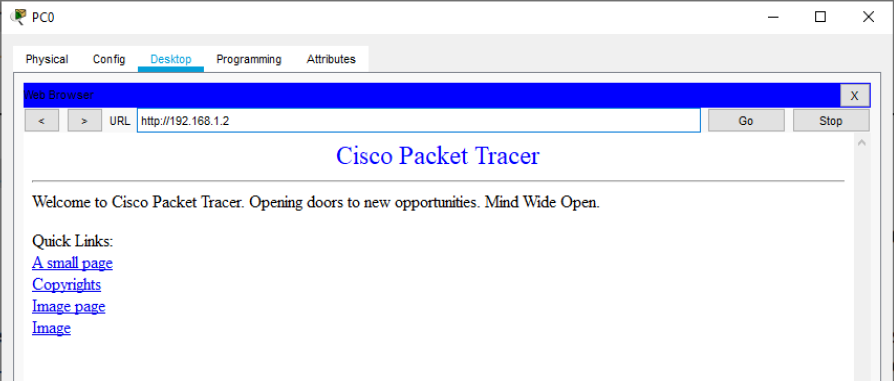 PC0
Physical Config Desktop Programming Attributes
Web Browser
X
< > URL http://192.168.1.2 Go Stop
Cisco Packet Tracer
Welcome to Cisco Packet Tracer. Opening doors to new opportunities. Mind Wide Open.
Quick Links:
A small page
Copyrights
Image page
Image